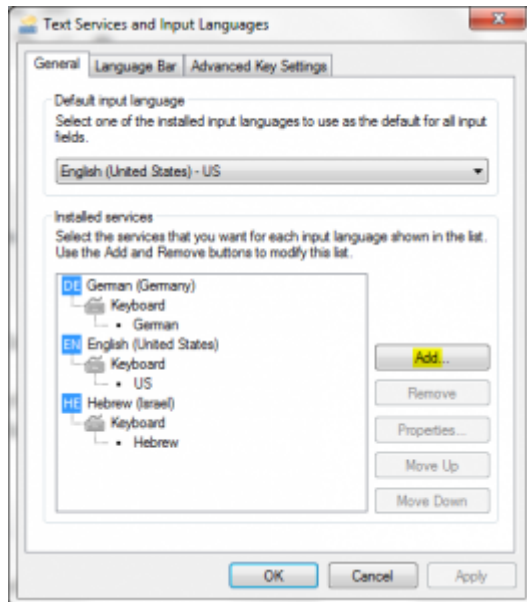 Text Services and Input Languages
General
Language Bar
Advanced Key Settings
Default input language
Select one of the installed input languages to use as the default for all input
fields.
English (United States) - US
Installed services
Select the services that you want for each input language shown in the list.
Use the Add and Remove buttons to modify this list.
DE German (Germany)
Keyboard
• German
EN English (United States)
Keyboard
• US
HE Hebrew (Israel)
Keyboard
• Hebrew
Add...
Remove
Properties...
Move Up
Move Down
OK
Cancel
Apply